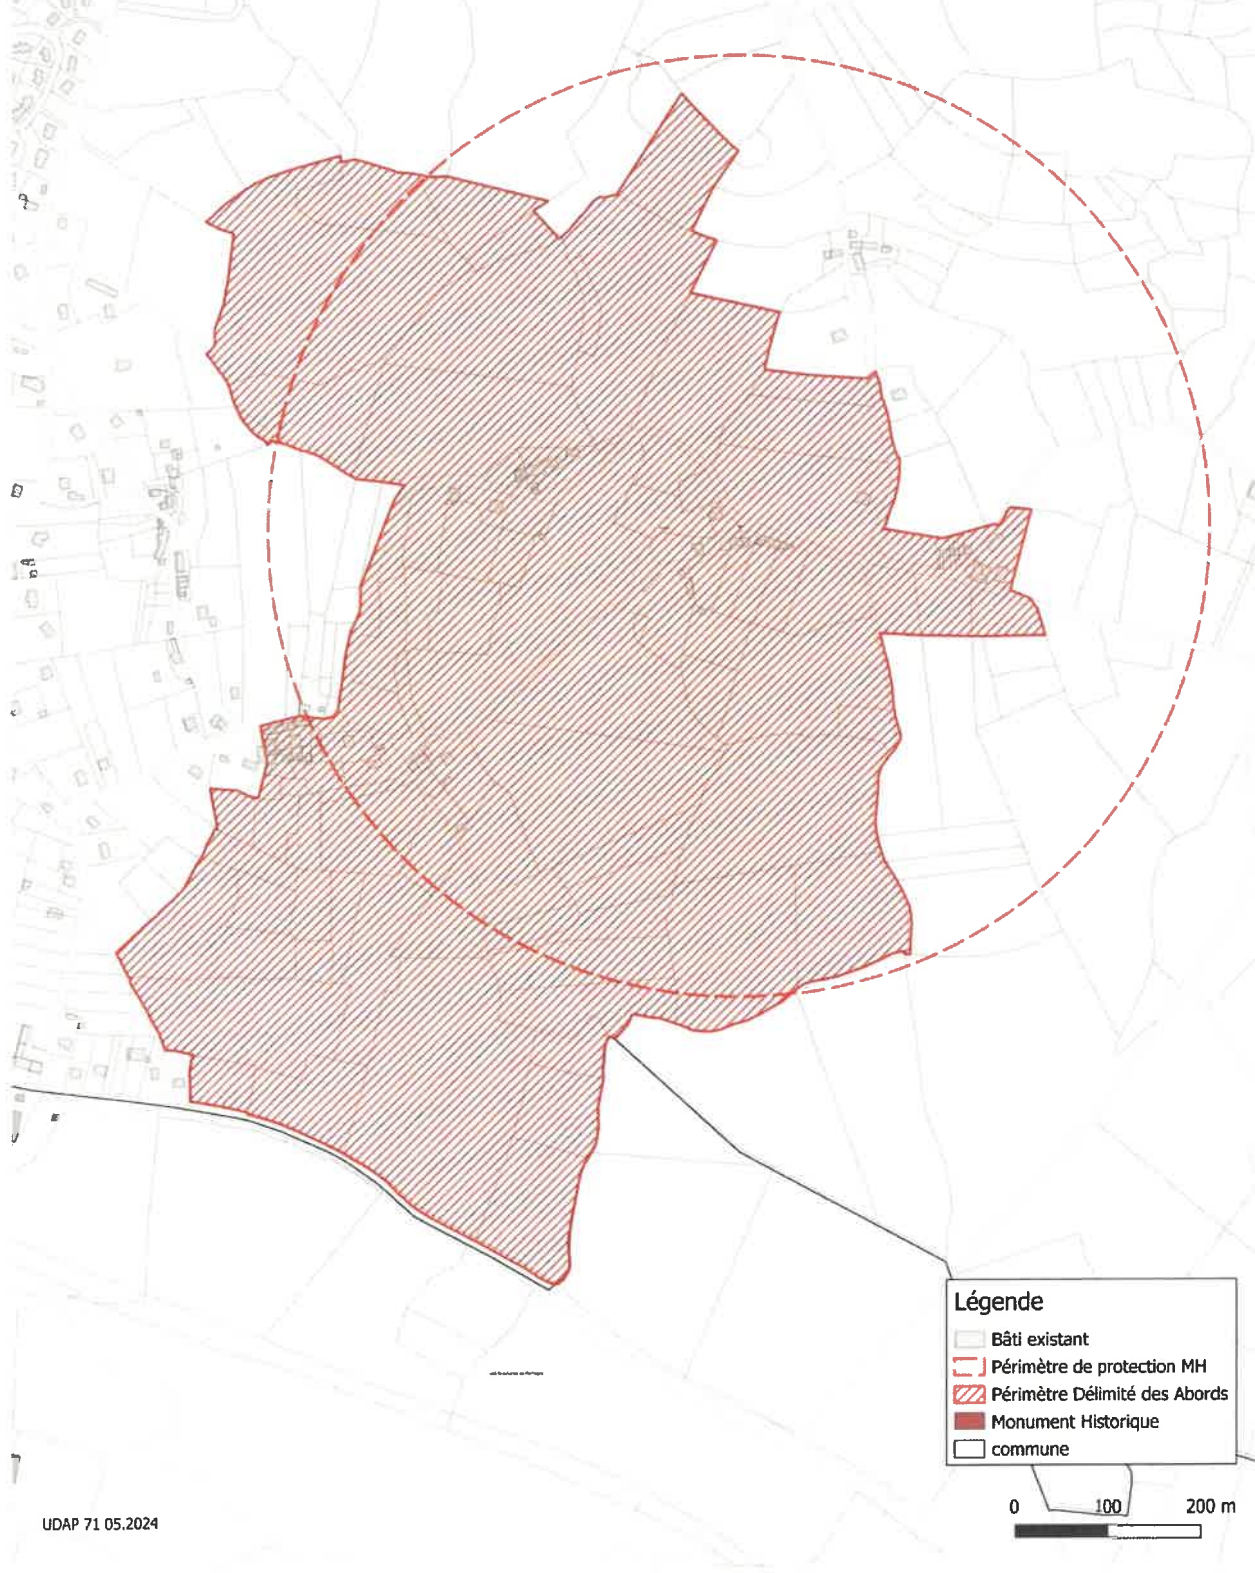 Légende
Bâti existant
Périmètre de protection MH
Périmètre Délimité des Abords
Monument Historique
commune
0 100 200 m
UDAP 71 05.2024